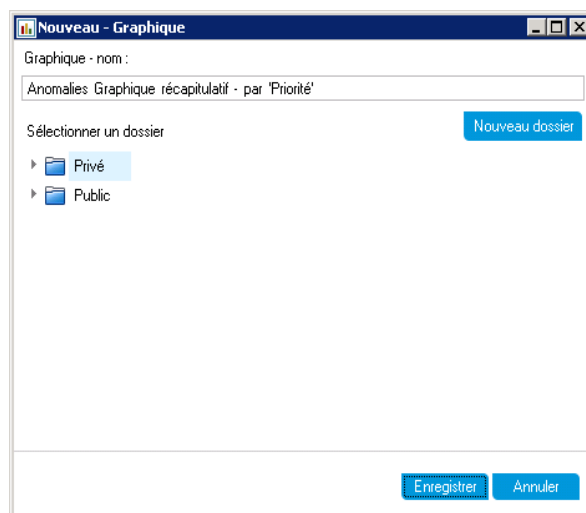 Nouveau - Graphique
Graphique - nom :
Anomalies Graphique récapitulatif - par 'Priorité'
Sélectionner un dossier
Nouveau dossier
Privé
Public
Enregistrer
Annuler